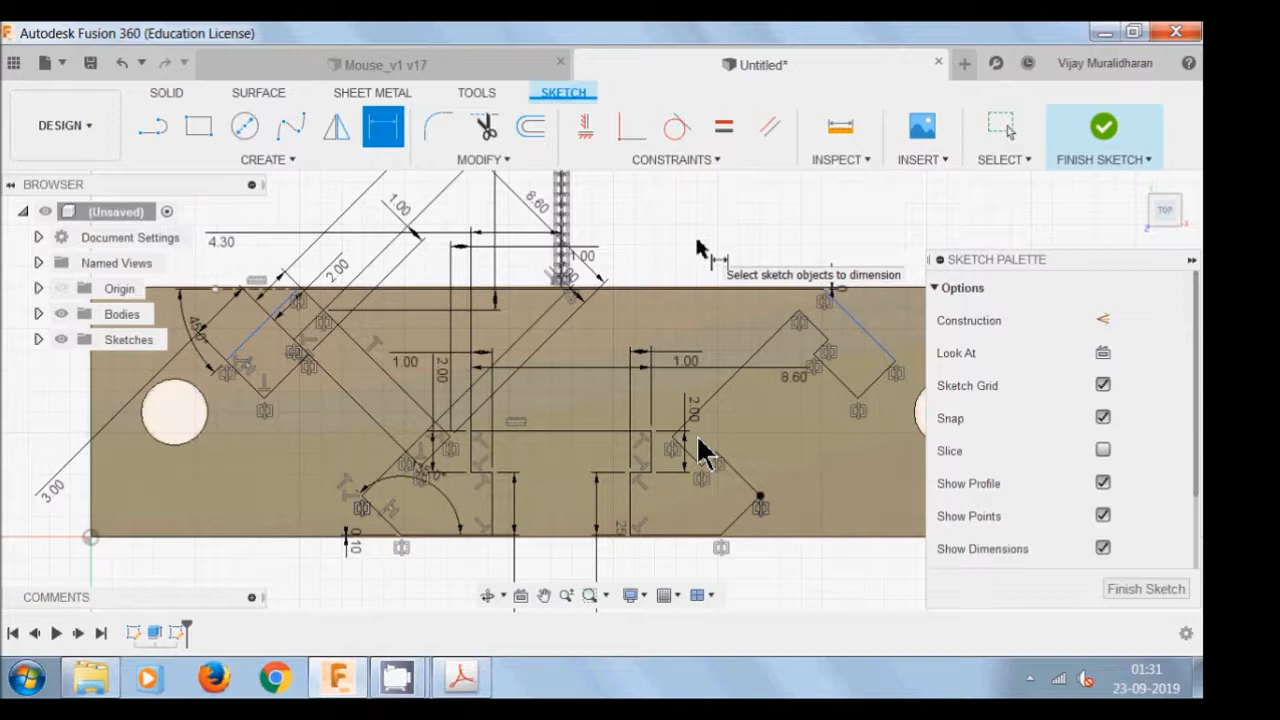 Autodesk Fusion 360 (Education License)
Mouse_v1 v17
Untitled*
Vijay Muralidharan
SOLID
SURFACE
SHEET METAL
TOOLS
SKETCH
DESIGN
CREATE
MODIFY
CONSTRAINTS
INSPECT
INSERT
SELECT
FINISH SKETCH
BROWSER
(Unsaved)
Document Settings
Named Views
Origin
Bodies
Sketches
TOP
SKETCH PALETTE
Options
Construction
Look At
Sketch Grid
Snap
Slice
Show Profile
Show Points
Show Dimensions
Finish Sketch
Select sketch objects to dimension
1.00
8.60
4.30
2.00
1.00
45.0°
1.00
2.00
1.00
8.60
2.00
3.00
0.10
COMMENTS
01:31
23-09-2019